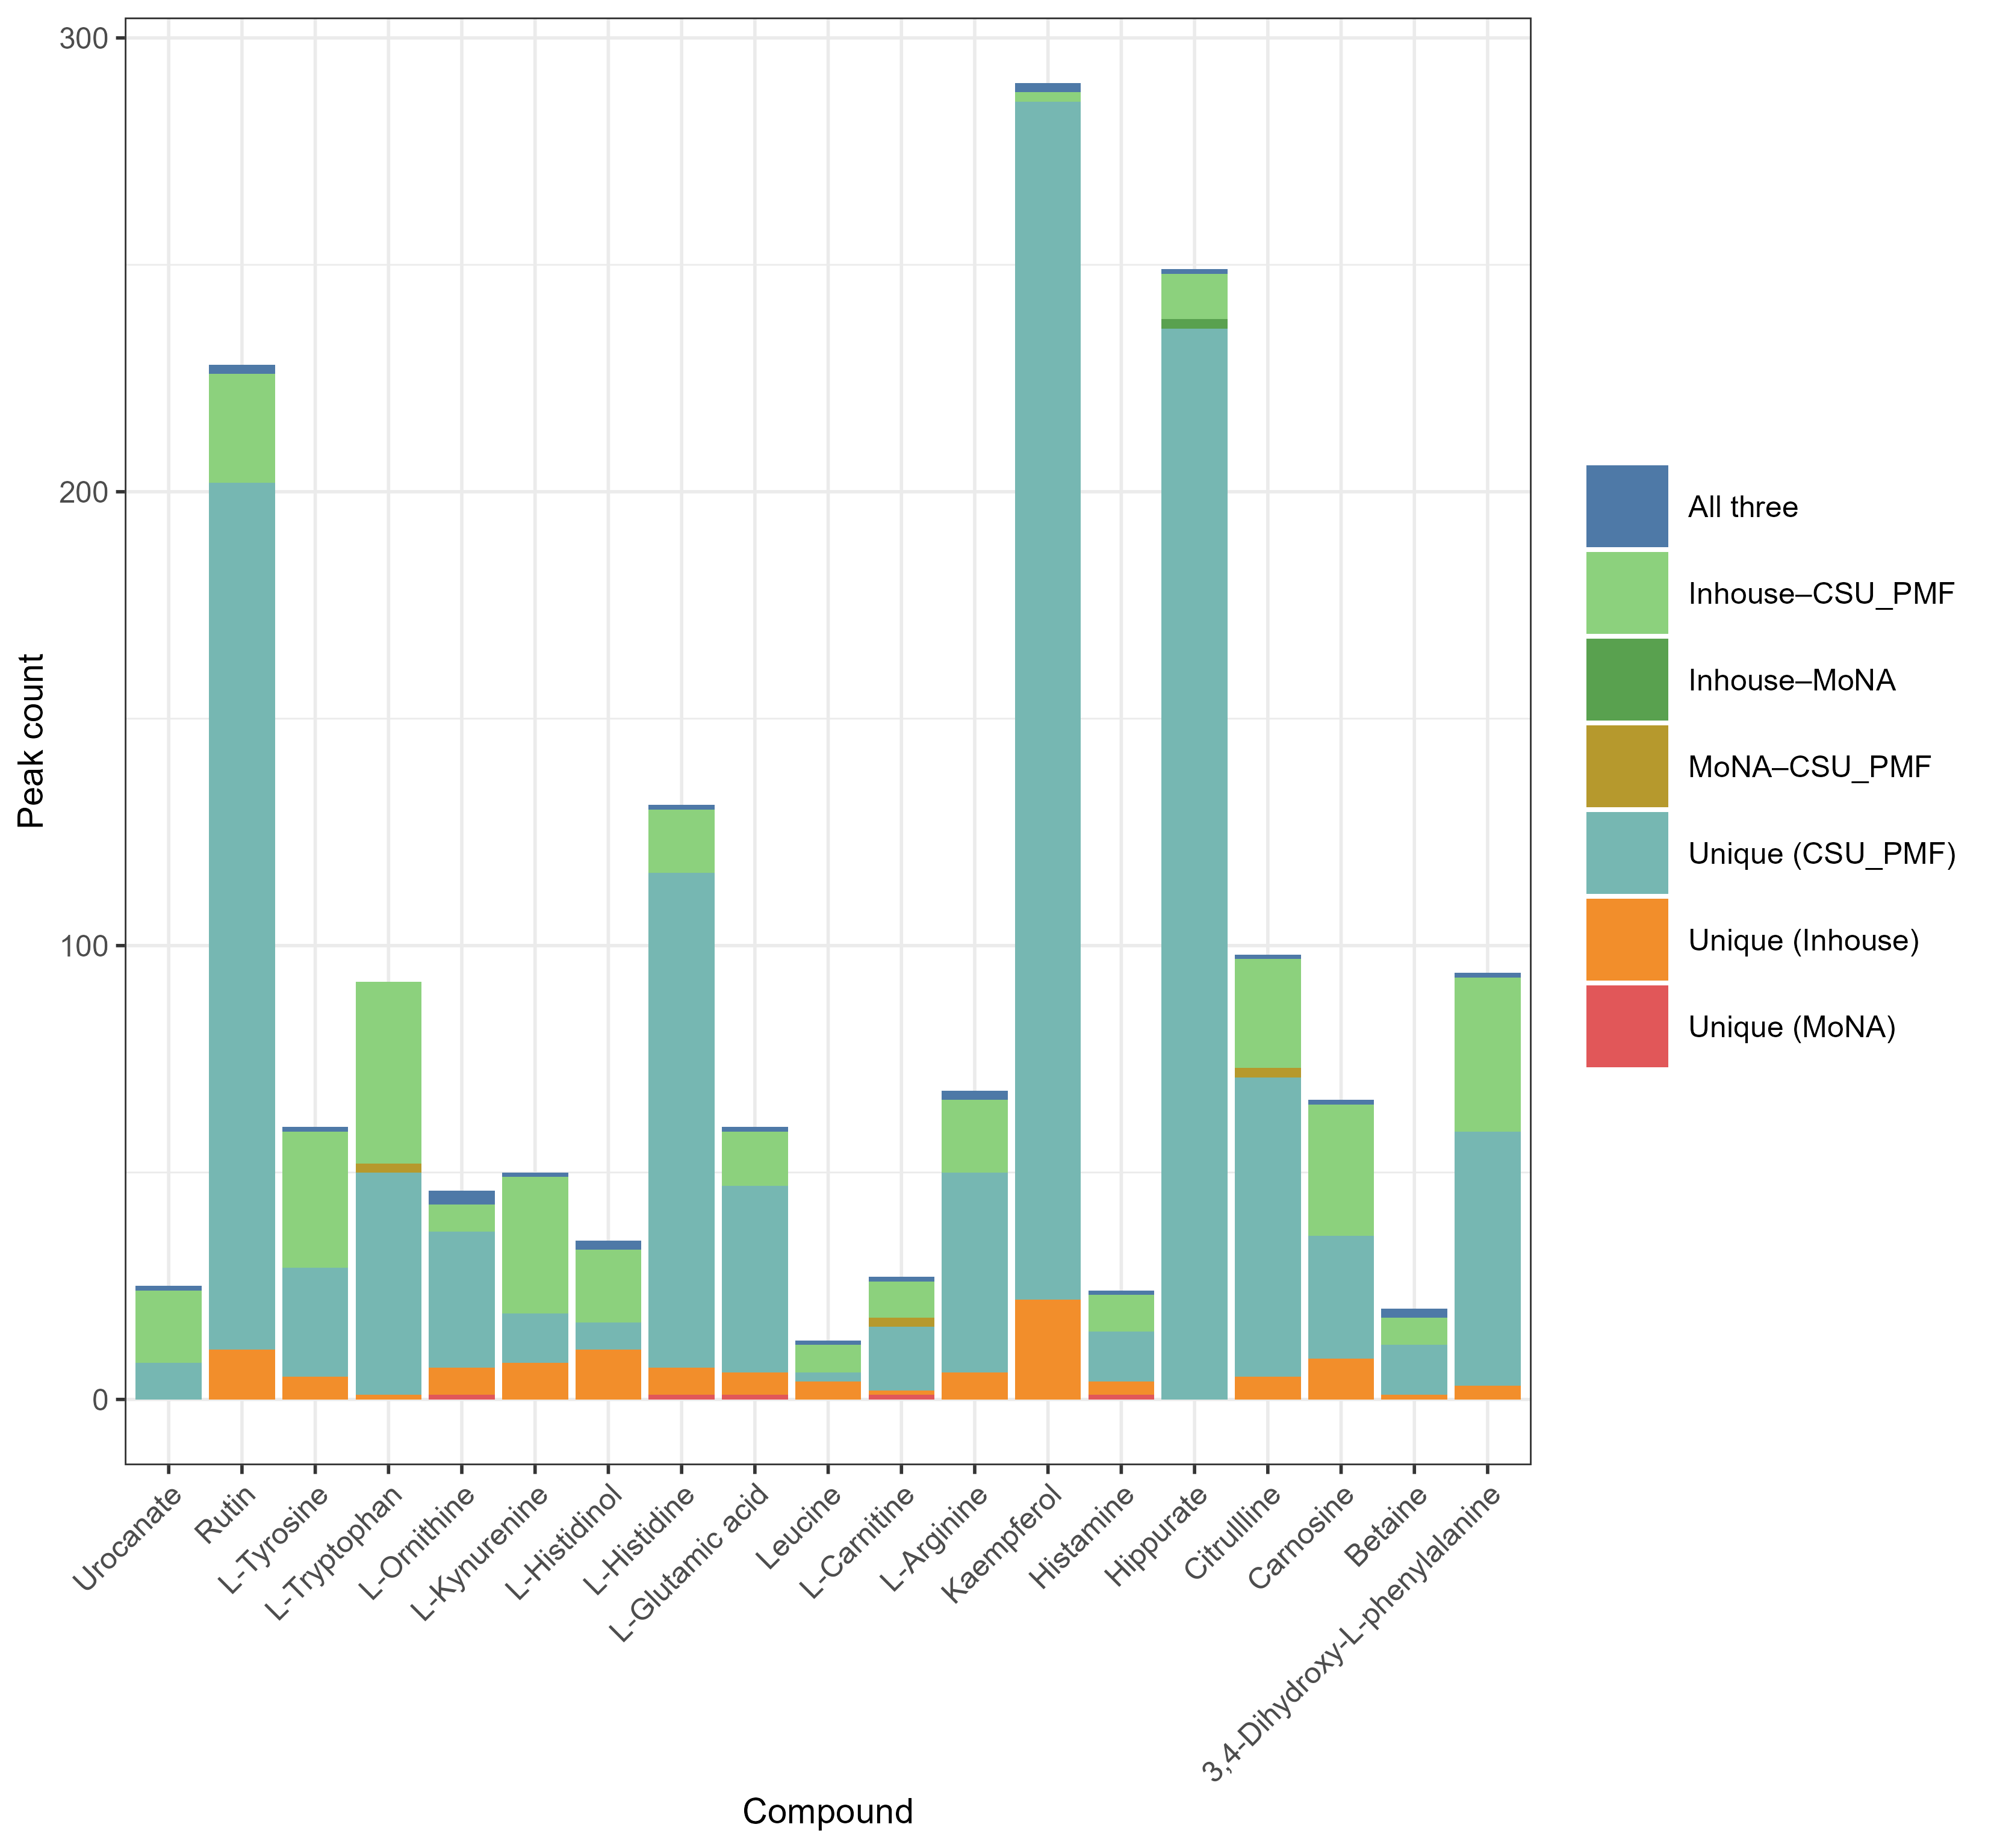 300
200
100
0
Peak count
Urocanate
Rutin
L-Tyrosine
L-Tryptophan
L-Ornithine
L-Kynurenine
L-Histidinol
L-Histidine
L-Glutamic acid
Leucine
L-Carnitine
L-Arginine
Kaempferol
Histamine
Hippurate
Citrullline
Carnosine
Betaine
3,4-Dihydroxy-L-phenylalanine
Compound
All three
Inhouse–CSU_PMF
Inhouse–MoNA
MoNA–CSU_PMF
Unique (CSU_PMF)
Unique (Inhouse)
Unique (MoNA)